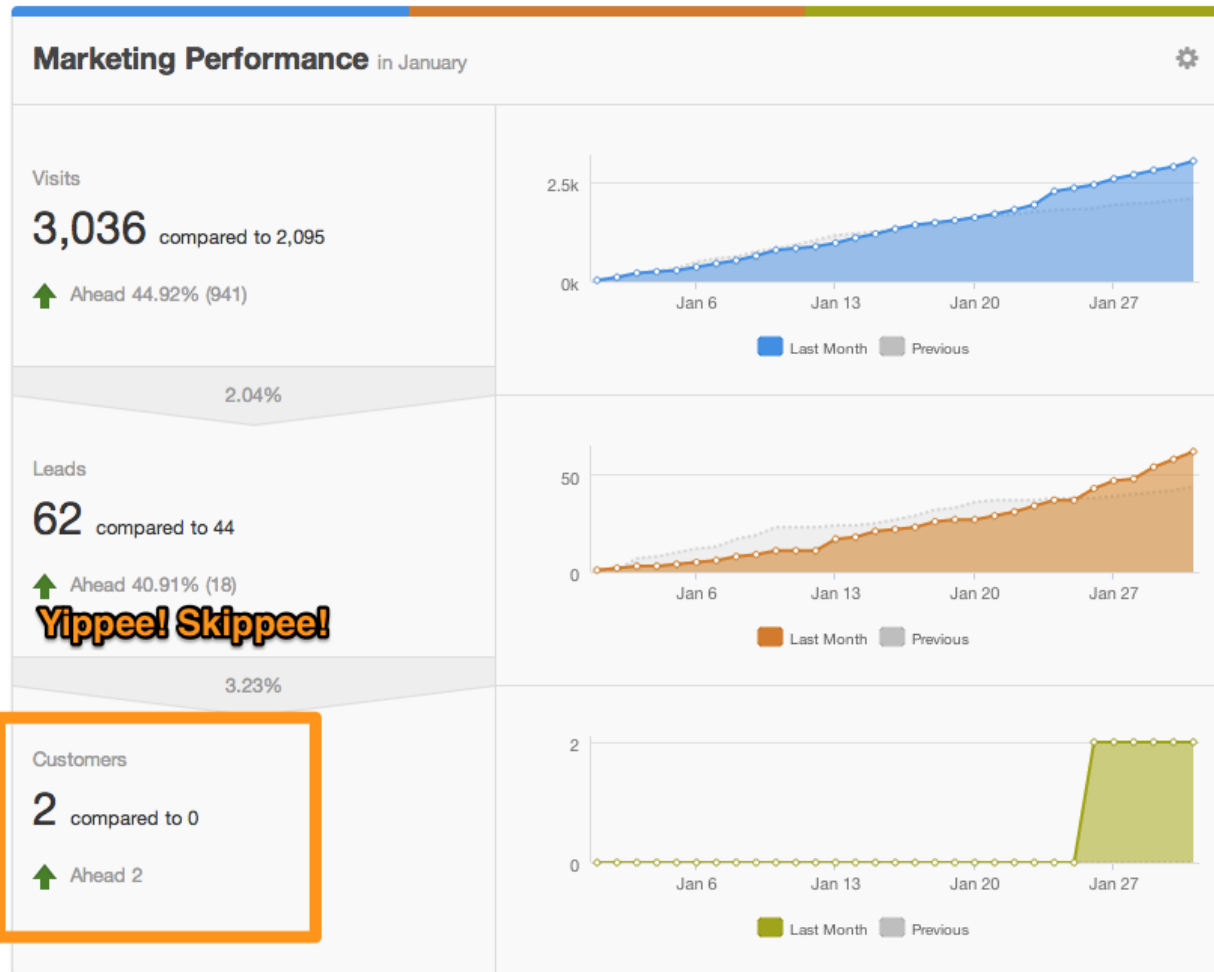 Marketing Performance in January
Visits
3,036 compared to 2,095
Ahead 44.92% (941)
2.5k
0k
Jan 6 Jan 13 Jan 20 Jan 27
Last Month Previous
2.04%
Leads
62 compared to 44
Ahead 40.91% (18)
Yippee! Skippee!
50
0
Jan 6 Jan 13 Jan 20 Jan 27
Last Month Previous
3.23%
Customers
2 compared to 0
Ahead 2
2
0
Jan 6 Jan 13 Jan 20 Jan 27
Last Month Previous